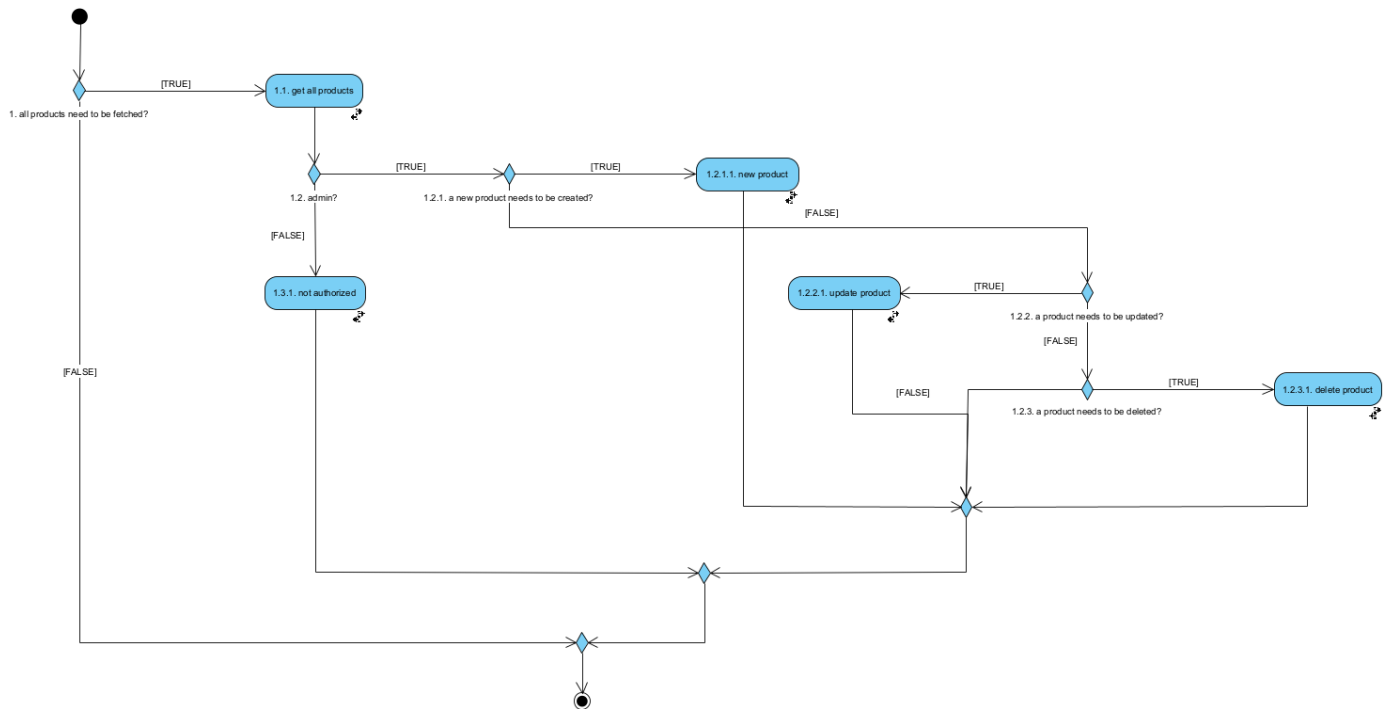 [TRUE]
1.1. get all products
1. all products need to be fetched?
[TRUE]
[TRUE]
1.2.1.1. new product
1.2. admin?
1.2.1. a new product needs to be created?
[FALSE]
[FALSE]
1.3.1. not authorized
1.2.2.1. update product
[TRUE]
1.2.2. a product needs to be updated?
[FALSE]
[FALSE]
[TRUE]
1.2.3.1. delete product
[FALSE]
1.2.3. a product needs to be deleted?